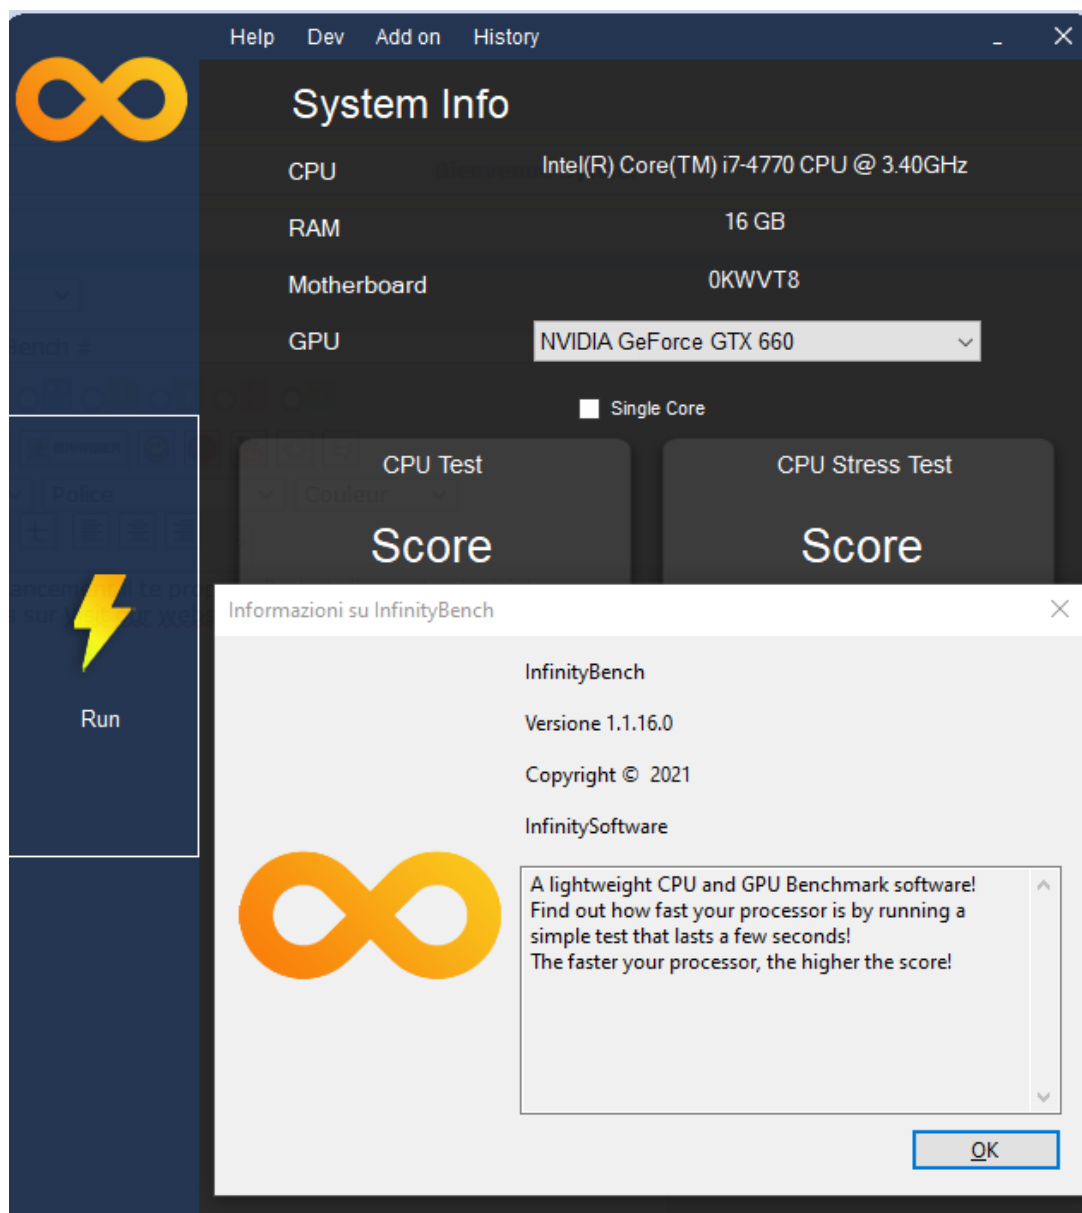 Help Dev Add on History
System Info
CPU Intel(R) Core(TM) i7-4770 CPU @ 3.40GHz
RAM 16 GB
Motherboard 0KWVT8
GPU NVIDIA GeForce GTX 660
Single Core
CPU Test CPU Stress Test
Score Score
Police Couleur
Run
Informazioni su InfinityBench
InfinityBench
Versione 1.1.16.0
Copyright © 2021
InfinitySoftware
A lightweight CPU and GPU Benchmark software!
Find out how fast your processor is by running a
simple test that lasts a few seconds!
The faster your processor, the higher the score!
OK